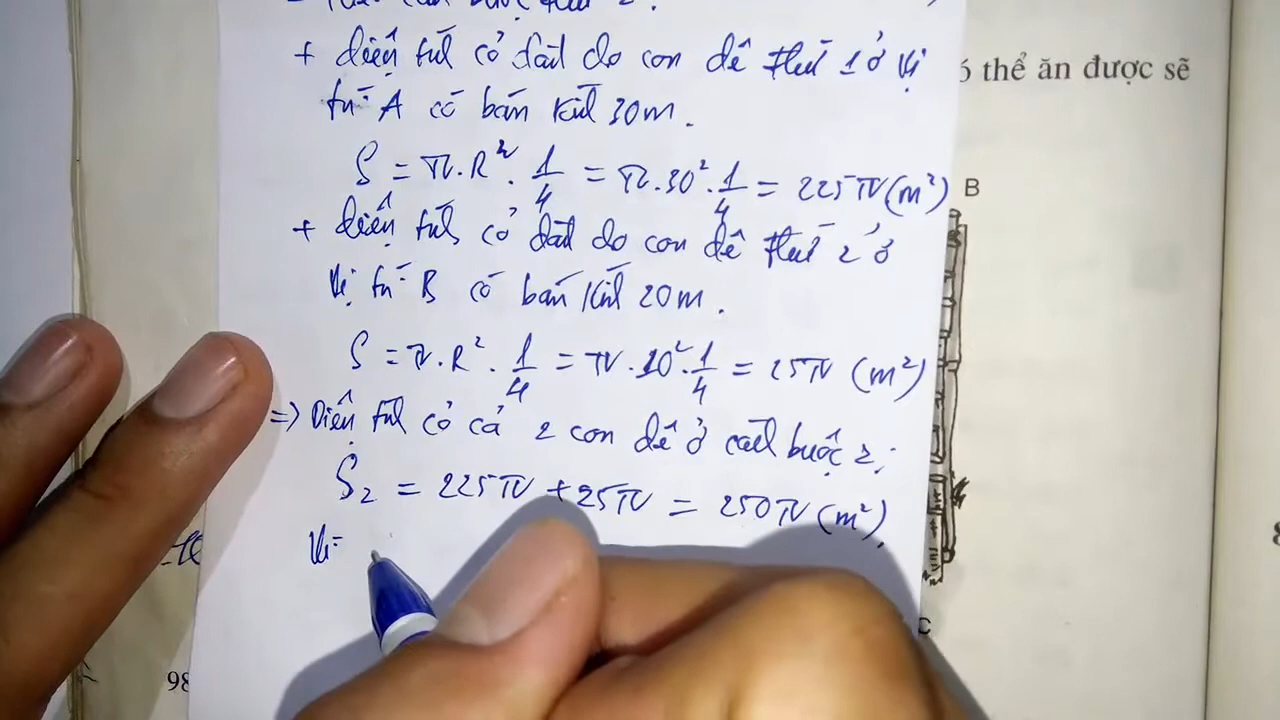 + diện tích cỏ dành do con dê thứ 1 ở vị
ó thể ăn được sẽ
trí A có bán kính 30m.
S = π.R². 1/4 = π.30². 1/4 = 225π (m²)
B
+ diện tích cỏ dành do con dê thứ 2 ở
vị trí B có bán kính 20m.
S = π.R². 1/4 = π.10². 1/4 = 25π (m²)
=> Diện tích cỏ cả 2 con dê ở cách buộc 2:
S₂ = 225π + 25π = 250π (m²).
Vì
C
98